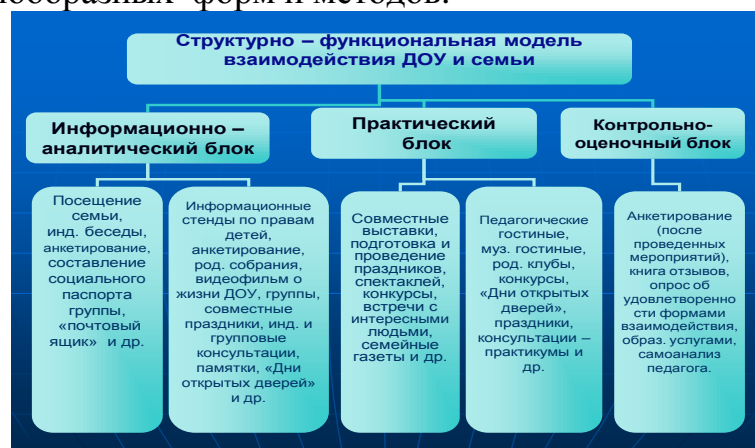 форм и методов.
Структурно – функциональная модель
взаимодействия ДОУ и семьи
Информационно –
аналитический блок
Практический
блок
Контрольно-
оценочный блок
Посещение
семьи,
инд. беседы,
анкетирование,
составление
социального
паспорта
группы,
«почтовый
ящик» и др.
Информационные
стенды по правам
детей,
анкетирование,
род. собрания,
видеофильм о
жизни ДОУ, группы,
совместные
праздники, инд. и
групповые
консультации,
памятки, «Дни
открытых дверей»
и др.
Совместные
выставки,
подготовка и
проведение
праздников,
спектаклей,
конкурсы,
встречи с
интересными
людьми,
семейные
газеты и др.
Педагогические
гостиные,
муз. гостиные,
род. клубы,
конкурсы,
«Дни открытых
дверей»,
праздники,
консультации –
практикумы и
др.
Анкетирование
(после
проведенных
мероприятий),
книга отзывов,
опрос об
удовлетворенно
сти формами
взаимодействия,
образ. услугами,
самоанализ
педагога.